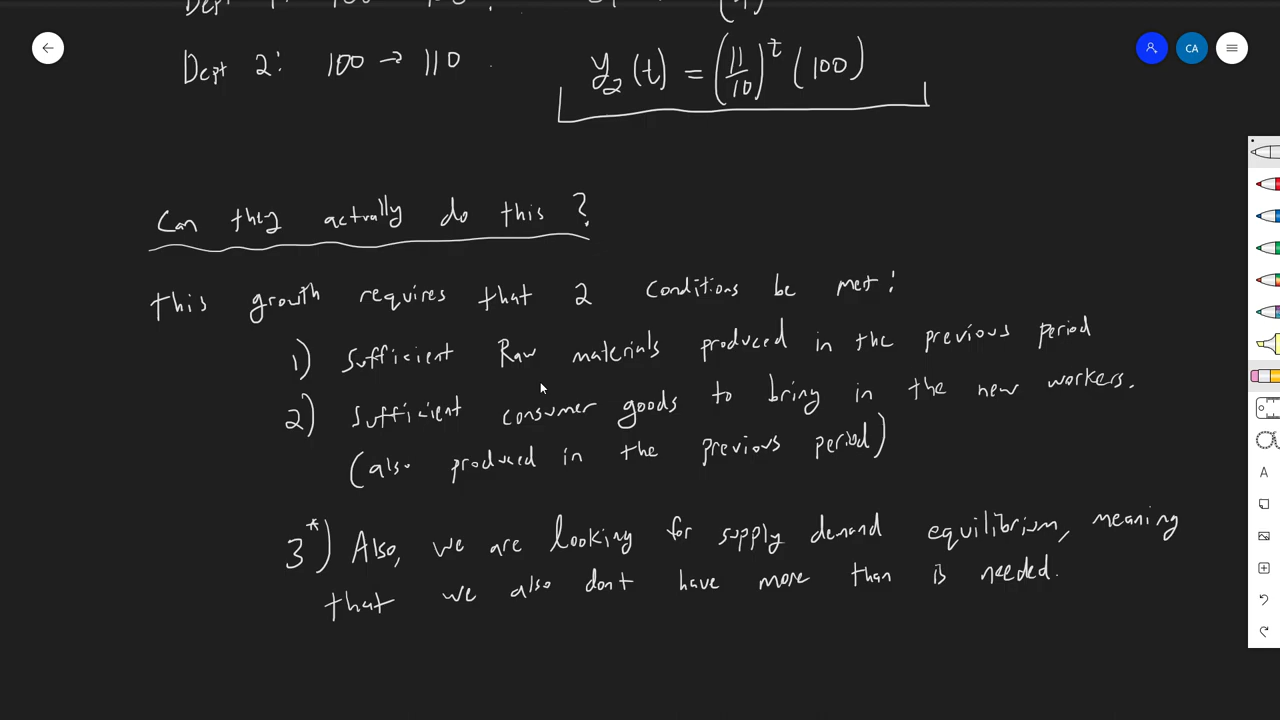 Dept 2: 100 → 110 . y₂(t) = (11/10)^t (100)
Can they actually do this?
This growth requires that 2 conditions be met:
1) Sufficient Raw materials produced in the previous period
2) Sufficient consumer goods to bring in the new workers.
(also produced in the previous period)
3*) Also, we are looking for supply demand equilibrium, meaning
that we also dont have more than is needed.
CA
A